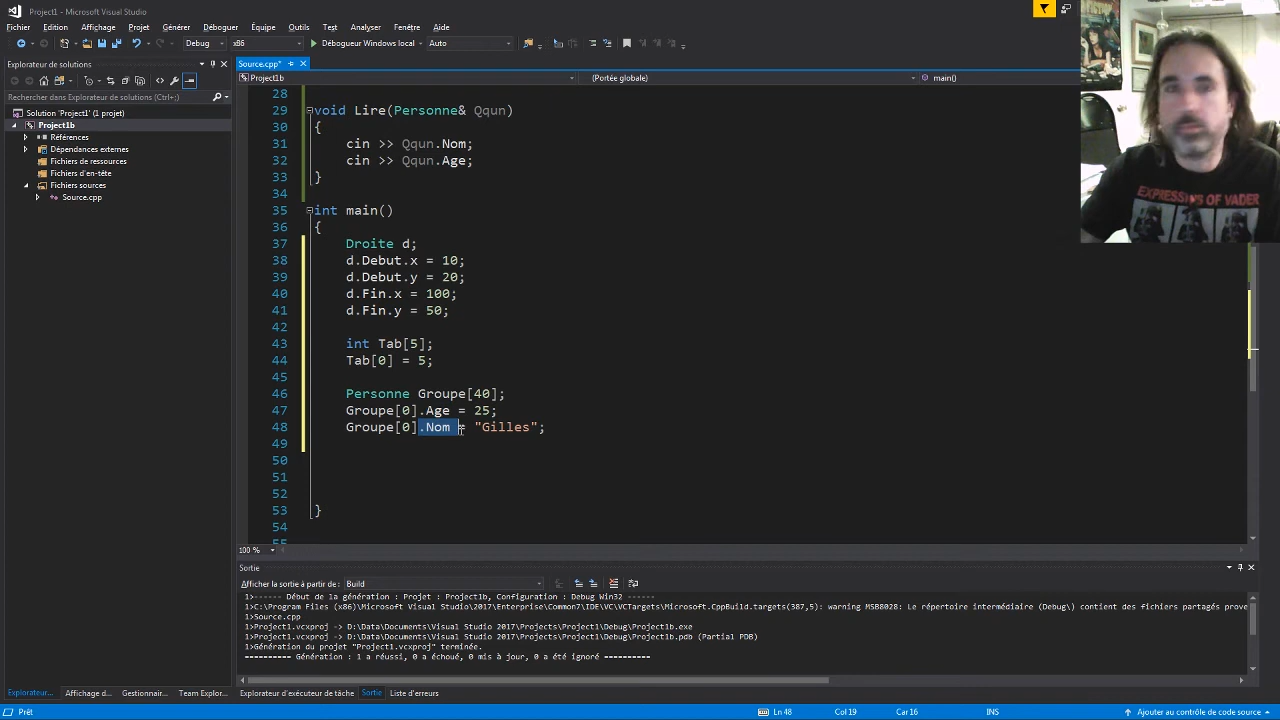 Project1 - Microsoft Visual Studio
Fichier Edition Affichage Projet Générer Déboguer Equipe Outils Test Analyser Fenêtre Aide
Debug x86 Débogueur Windows local Auto
Explorateur de solutions
Rechercher dans Explorateur de solutions (Ctrl+;)
Solution 'Project1' (1 projet)
Project1b
Références
Dépendances externes
Fichiers de ressources
Fichiers d'en-tête
Fichiers sources
Source.cpp
Source.cpp*
Project1b (Portée globale) main()
28
29 void Lire(Personne& Qqun)
30 {
31 cin >> Qqun.Nom;
32 cin >> Qqun.Age;
33 }
34
35 int main()
36 {
37 Droite d;
38 d.Debut.x = 10;
39 d.Debut.y = 20;
40 d.Fin.x = 100;
41 d.Fin.y = 50;
42
43 int Tab[5];
44 Tab[0] = 5;
45
46 Personne Groupe[40];
47 Groupe[0].Age = 25;
48 Groupe[0].Nom = "Gilles";
49
50
51
52
53 }
54
55
100 %
EXPRESSIONS OF VADER
Sortie
Afficher la sortie à partir de : Build
1>------ Début de la génération : Projet : Project1b, Configuration : Debug Win32 ------
1>C:\Program Files (x86)\Microsoft Visual Studio\2017\Enterprise\Common7\IDE\VC\VCTargets\Microsoft.CppBuild.targets(387,5): warning MSB8028: Le répertoire intermédiaire (Debug\) contient des fichiers partagés prove
1>Source.cpp
1>Project1.vcxproj -> D:\Data\Documents\Visual Studio 2017\Projects\Project1\Debug\Project1b.exe
1>Project1.vcxproj -> D:\Data\Documents\Visual Studio 2017\Projects\Project1\Debug\Project1b.pdb (Partial PDB)
1>Génération du projet "Project1.vcxproj" terminée.
========== Génération : 1 a réussi, 0 a échoué, 0 mis à jour, 0 a été ignoré ==========
Explorateur... Affichage d... Gestionnair... Team Explor... Explorateur d'exécuteur de tâche Sortie Liste d'erreurs
Prêt Ln 48 Col 19 Car 16 INS Ajouter au contrôle de code source